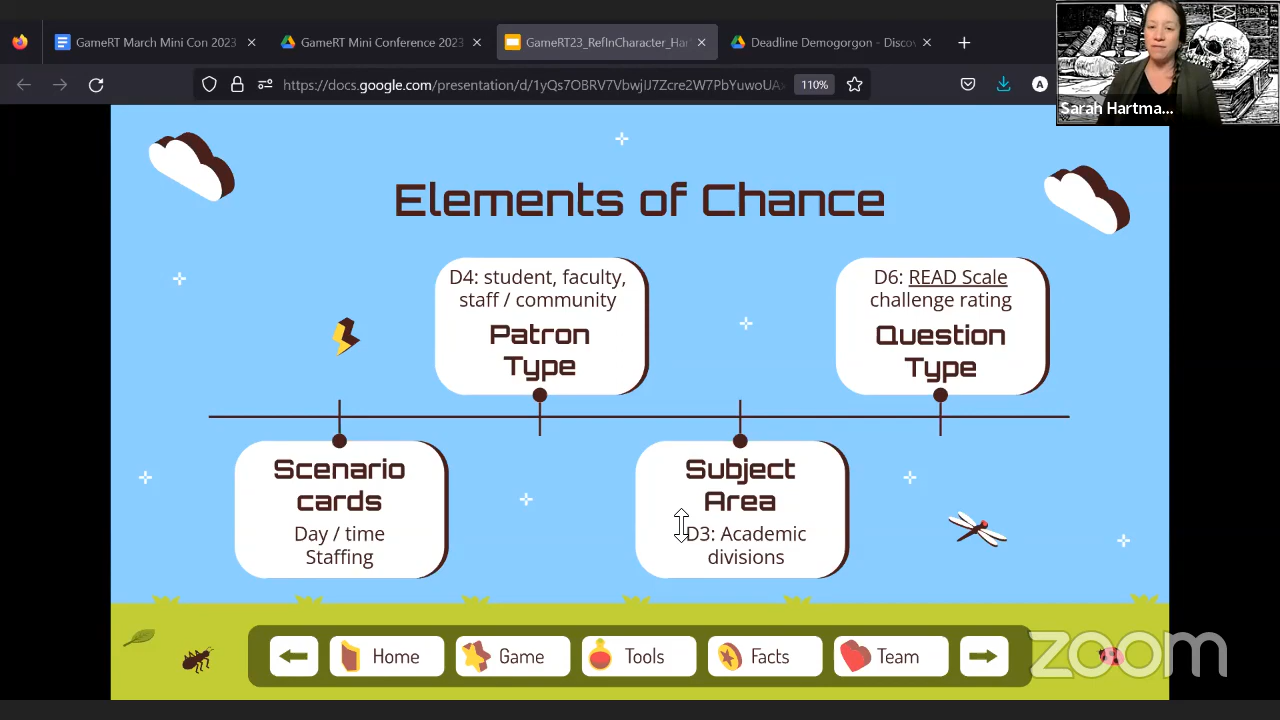 GameRT March Mini Con 2023
GameRT Mini Conference 2023
GameRT23_RefInCharacter_Har
Deadline Demogorgon - Discov
https://docs.google.com/presentation/d/1yQs7OBRV7VbwjIJ7Zcre2W7PbYuwoUA
110%
A
Sarah Hartma...
Elements of Chance
D4: student, faculty,
staff / community
Patron
Type
D6: READ Scale
challenge rating
Question
Type
Scenario
cards
Day / time
Staffing
Subject
Area
D3: Academic
divisions
Home
Game
Tools
Facts
Team
zoom